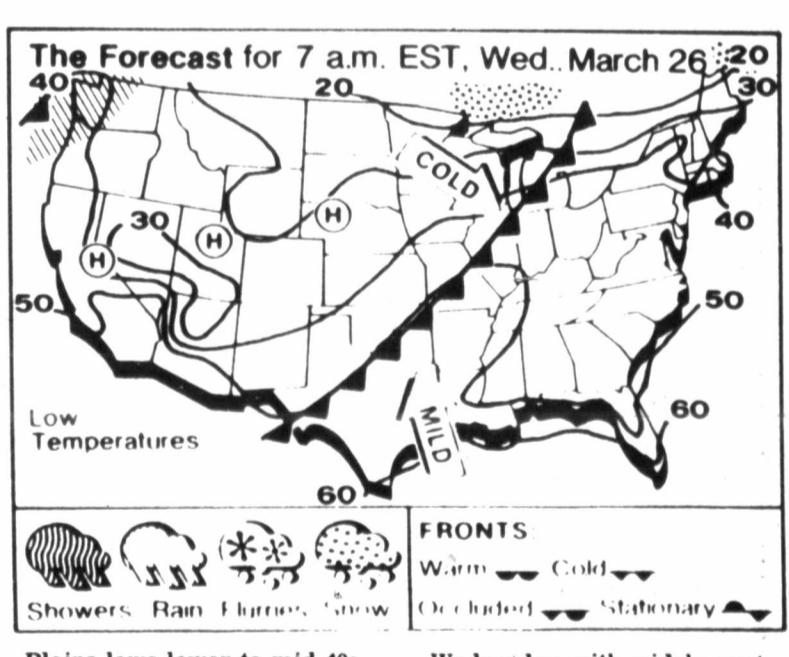 The Forecast for 7 a.m. EST, Wed.. March 26
20
40
20
30
COLD
H
H
30
H
40
50
50
Low
Temperatures
MILD
60
60
FRONTS
Warm Cold
Showers Rain Flurries Snow
Occluded Stationary